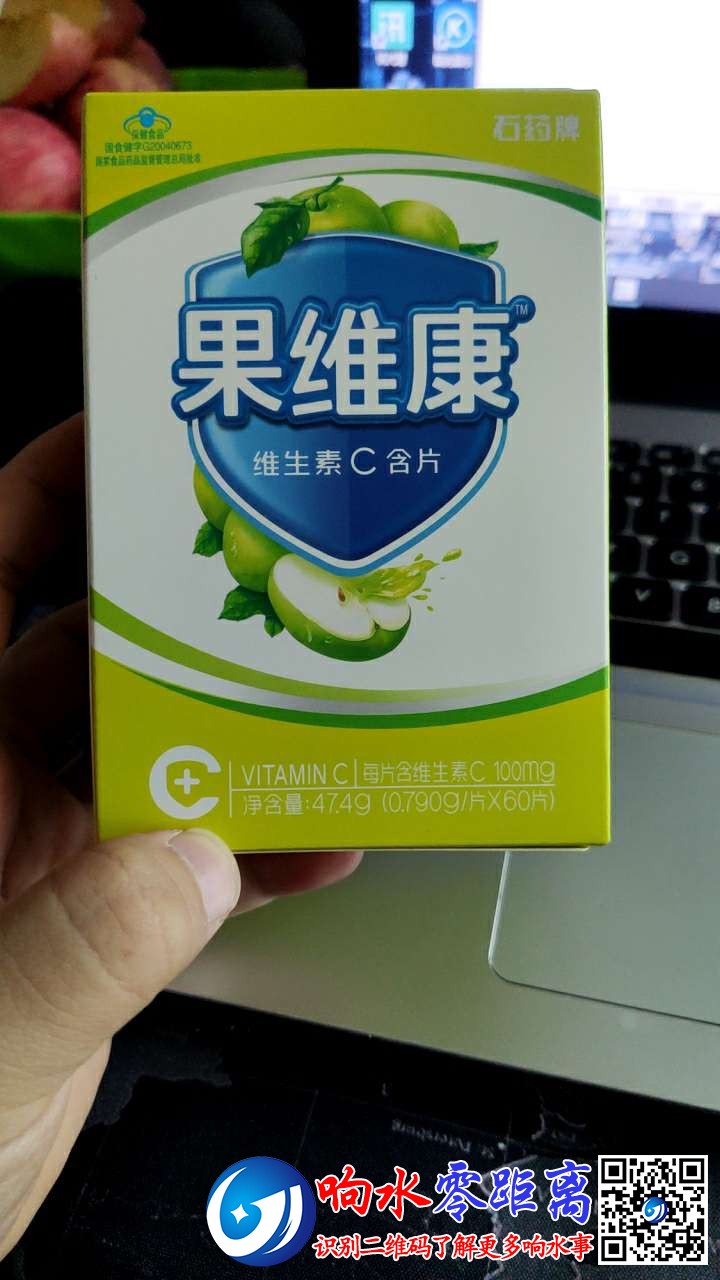 保健食品
国食健字G20040673
国家食品药品监督管理总局批准
石药牌
果维康TM
维生素C含片
VITAMIN C 每片含维生素C 100mg
净含量:47.4g (0.790g/片X60片)
V
B
响水零距离
识别二维码了解更多响水事